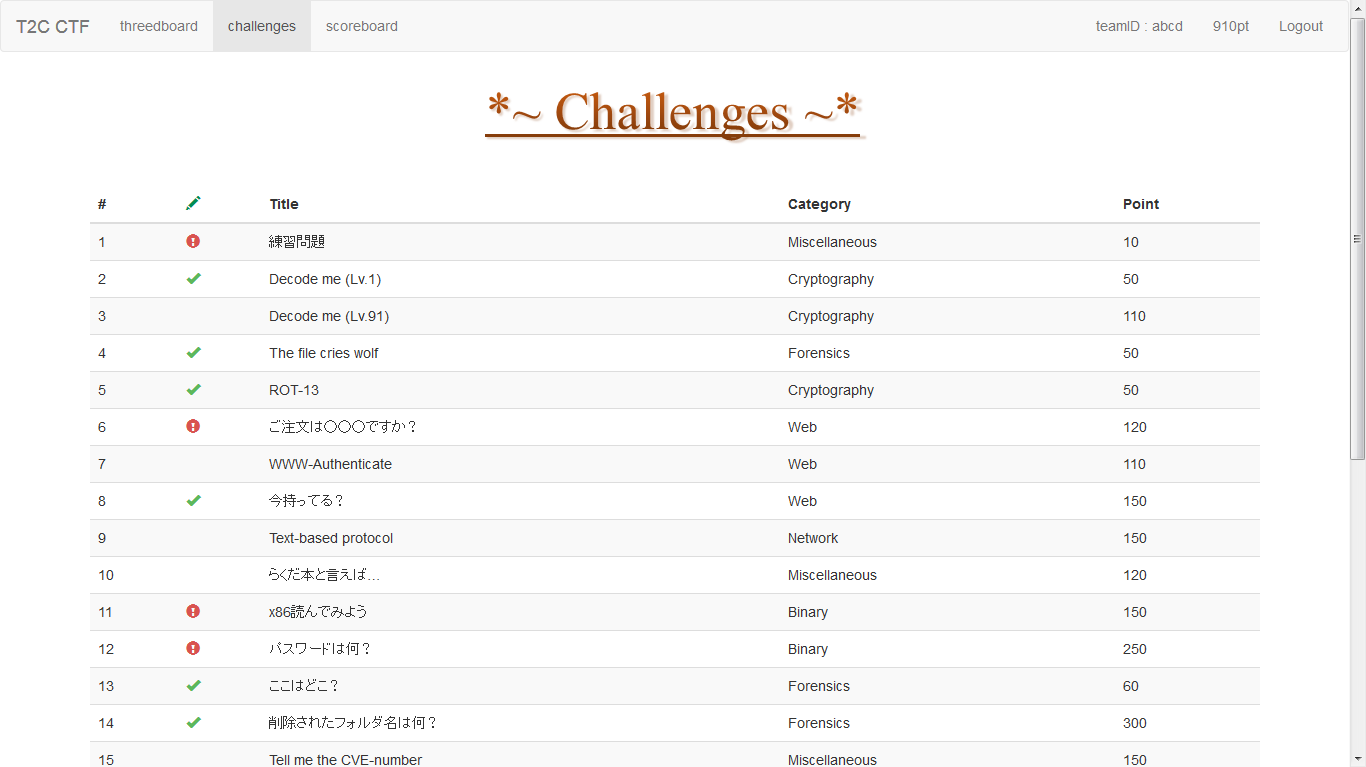 T2C CTF threedboard challenges scoreboard teamID : abcd 910pt Logout
*~ Challenges ~*
# Title Category Point
1 練習問題 Miscellaneous 10
2 Decode me (Lv.1) Cryptography 50
3 Decode me (Lv.91) Cryptography 110
4 The file cries wolf Forensics 50
5 ROT-13 Cryptography 50
6 ご注文は〇〇〇ですか？ Web 120
7 WWW-Authenticate Web 110
8 今持ってる？ Web 150
9 Text-based protocol Network 150
10 らくだ本と言えば… Miscellaneous 120
11 x86読んでみよう Binary 150
12 パスワードは何？ Binary 250
13 ここはどこ？ Forensics 60
14 削除されたフォルダ名は何？ Forensics 300
15 Tell me the CVE-number Miscellaneous 150